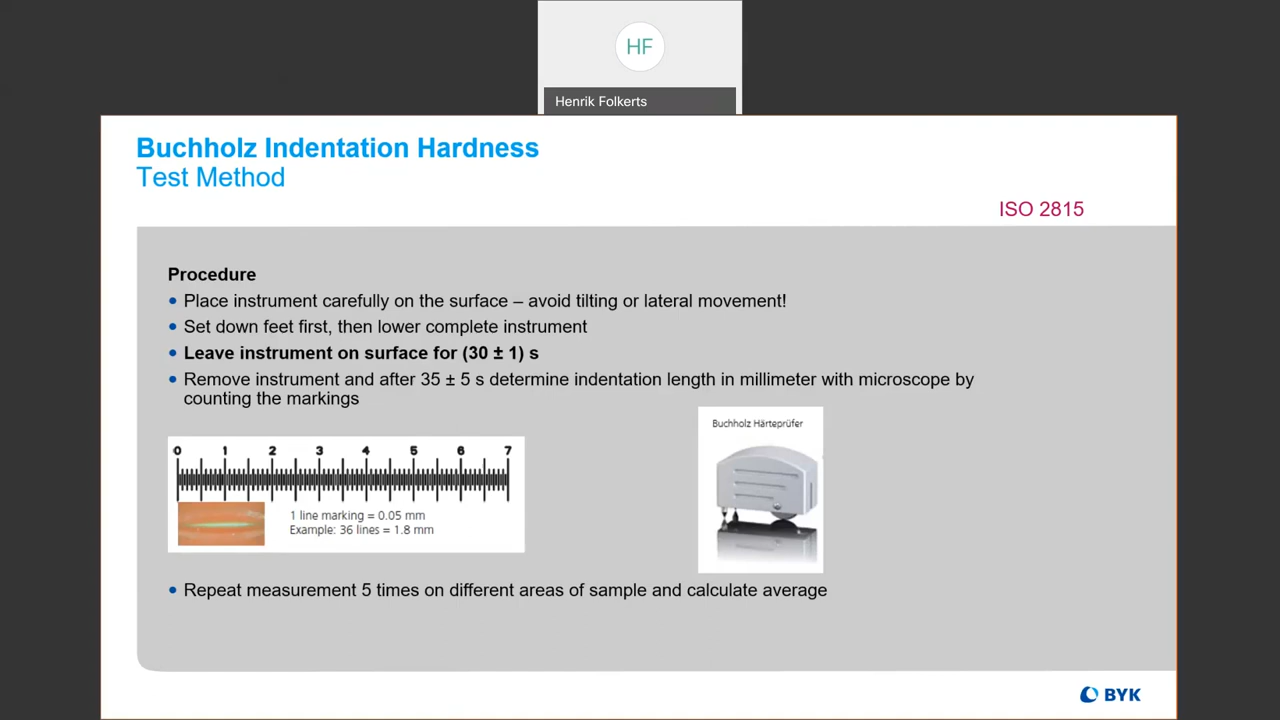 HF
Henrik Folkerts
Buchholz Indentation Hardness
Test Method
ISO 2815
Procedure
• Place instrument carefully on the surface – avoid tilting or lateral movement!
• Set down feet first, then lower complete instrument
• Leave instrument on surface for (30 ± 1) s
• Remove instrument and after 35 ± 5 s determine indentation length in millimeter with microscope by
counting the markings
Buchholz Härteprüfer
0 1 2 3 4 5 6 7
1 line marking = 0.05 mm
Example: 36 lines = 1.8 mm
• Repeat measurement 5 times on different areas of sample and calculate average
BYK